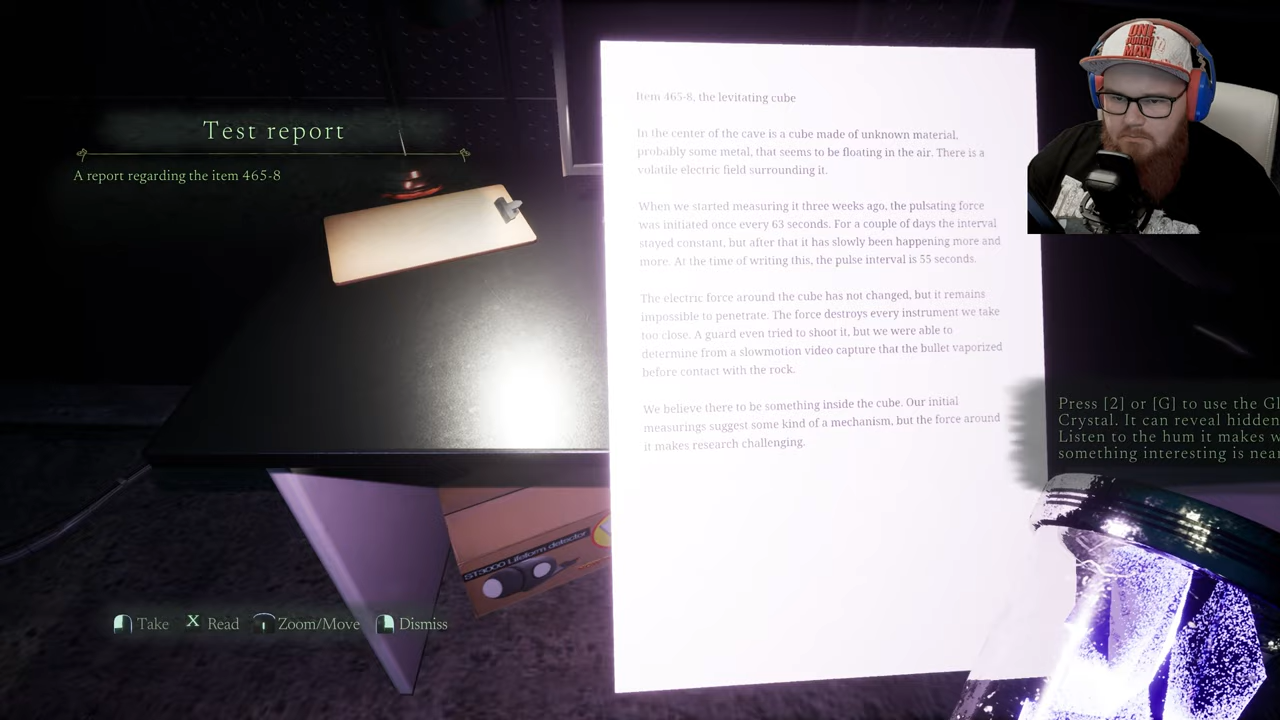 Test report
A report regarding the item 465-8
Item 465-8, the levitating cube
In the center of the cave is a cube made of unknown material,
probably some metal, that seems to be floating in the air. There is a
volatile electric field surrounding it.
When we started measuring it three weeks ago, the pulsating force
was initiated once every 63 seconds. For a couple of days the interval
stayed constant, but after that it has slowly been happening more and
more. At the time of writing this, the pulse interval is 55 seconds.
The electric force around the cube has not changed, but it remains
impossible to penetrate. The force destroys every instrument we take
too close. A guard even tried to shoot it, but we were able to
determine from a slowmotion video capture that the bullet vaporized
before contact with the rock.
We believe there to be something inside the cube. Our initial
measurings suggest some kind of a mechanism, but the force around
it makes research challenging.
ONE
PUNCH
MAN
Press [2] or [G] to use the
Crystal. It can reveal hidden
Listen to the hum it makes
something interesting is
ST3000 Lifeform detector
Take X Read Zoom/Move Dismiss